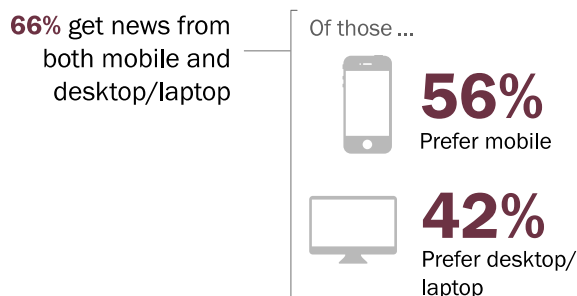 66% get news from
both mobile and
desktop/laptop
Of those ...
56%
Prefer mobile
42%
Prefer desktop/
laptop